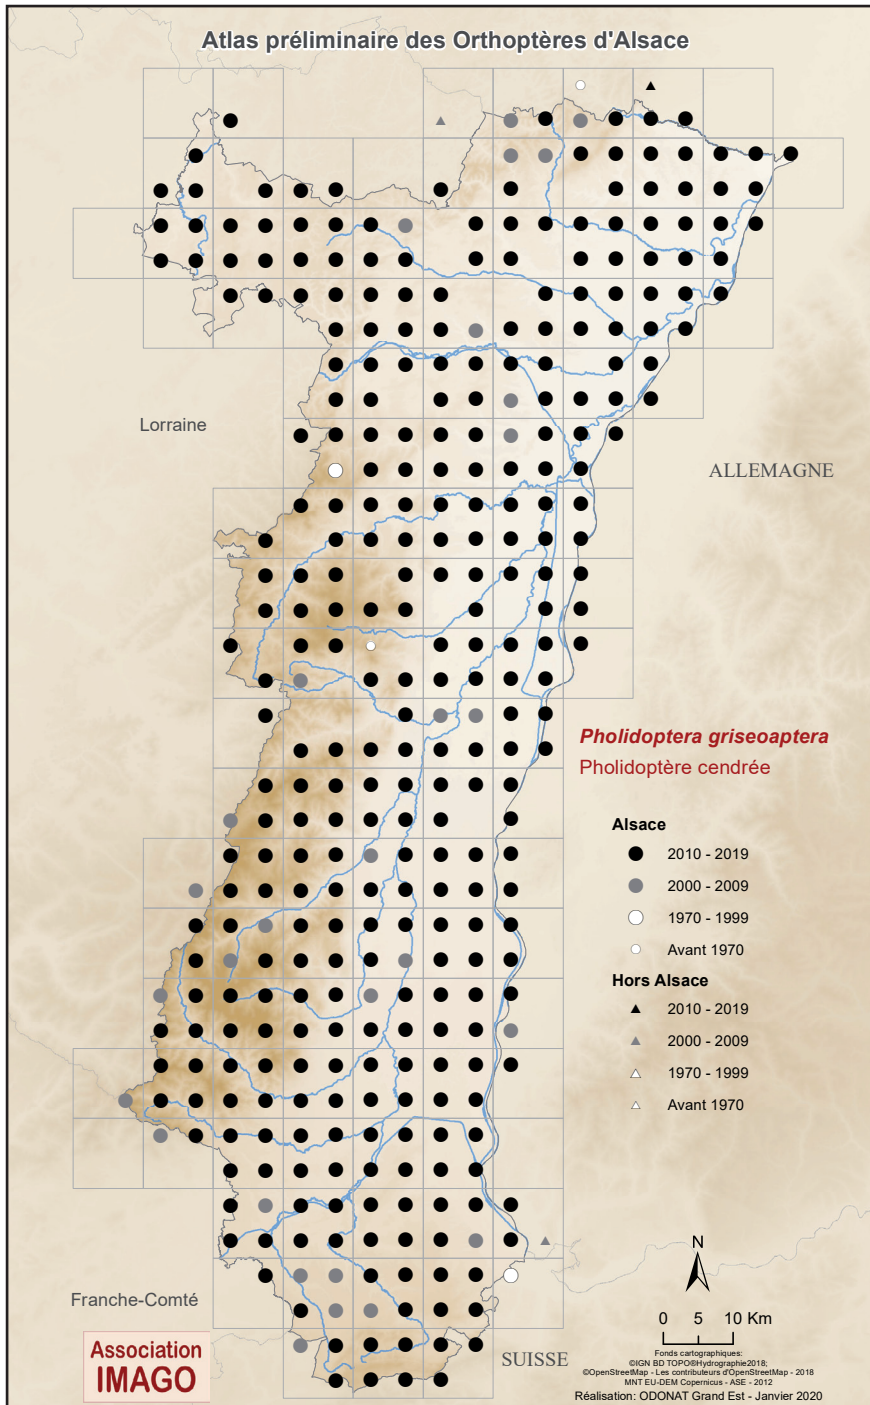 Atlas préliminaire des Orthoptères d'Alsace
Lorraine
ALLEMAGNE
Pholidoptera griseoaptera
Pholidoptère cendrée
Alsace
2010 - 2019
2000 - 2009
1970 - 1999
Avant 1970
Hors Alsace
2010 - 2019
2000 - 2009
1970 - 1999
Avant 1970
N
Franche-Comté
0 5 10 Km
Association
IMAGO
SUISSE
Fonds cartographiques:
©IGN BD TOPO®Hydrographie2018;
©OpenStreetMap - Les contributeurs d'OpenStreetMap - 2018
MNT EU-DEM Copernicus - ASE - 2012
Réalisation: ODONAT Grand Est - Janvier 2020